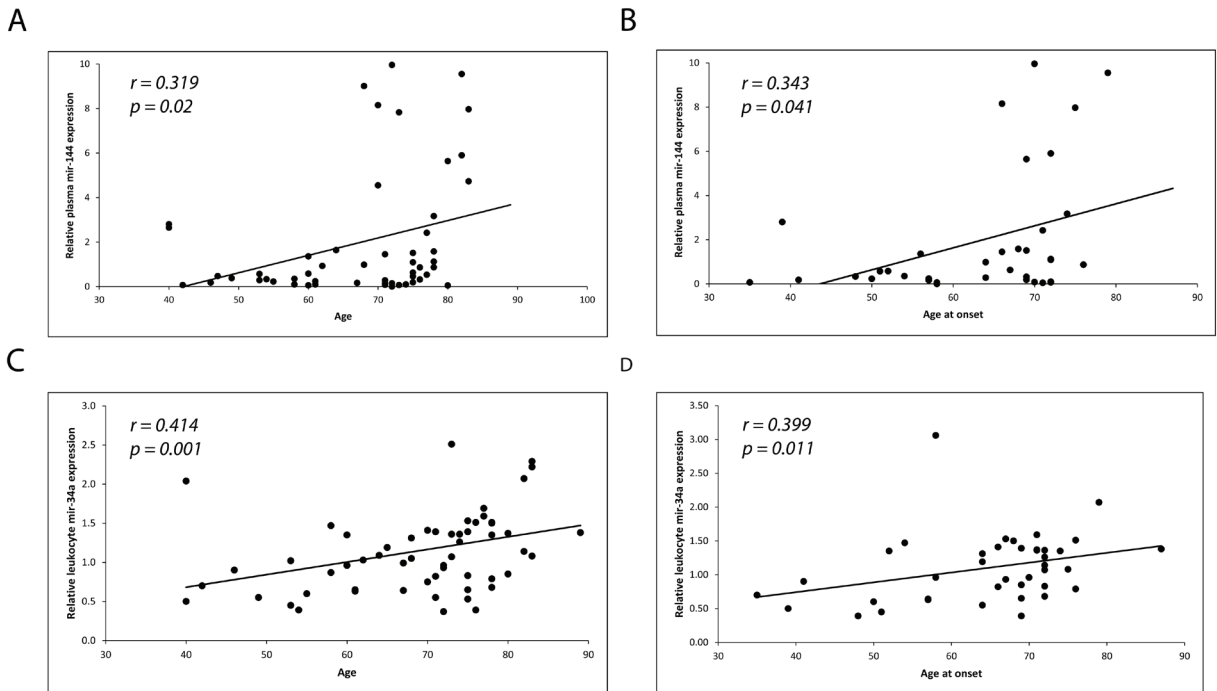 A
r = 0.319
p = 0.02
Relative plasma mir-144 expression
10
8
6
4
2
0
30 40 50 60 70 80 90 100
Age
B
r = 0.343
p = 0.041
Relative plasma mir-144 expression
10
8
6
4
2
0
30 40 50 60 70 80 90
Age at onset
C
r = 0.414
p = 0.001
Relative leukocyte mir-34a expression
3.0
2.5
2.0
1.5
1.0
0.5
0.0
30 40 50 60 70 80 90
Age
D
r = 0.399
p = 0.011
Relative leukocyte mir-34a expression
3.50
3.00
2.50
2.00
1.50
1.00
0.50
0.00
30 40 50 60 70 80 90
Age at onset